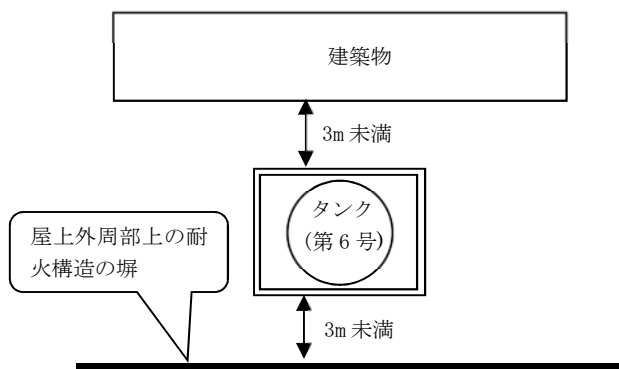 建築物
3m 未満
タンク
(第 6 号)
屋上外周部上の耐
火構造の塀
3m 未満